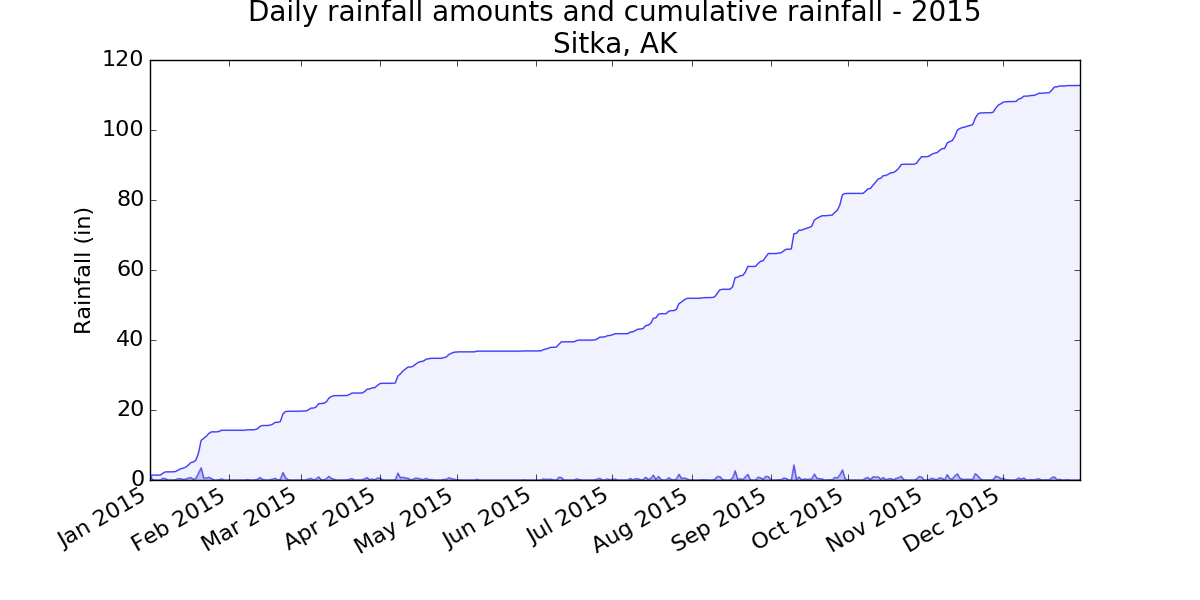 Daily rainfall amounts and cumulative rainfall - 2015
Sitka, AK
120
100
80
60
40
20
0
Rainfall (in)
Jan 2015
Feb 2015
Mar 2015
Apr 2015
May 2015
Jun 2015
Jul 2015
Aug 2015
Sep 2015
Oct 2015
Nov 2015
Dec 2015